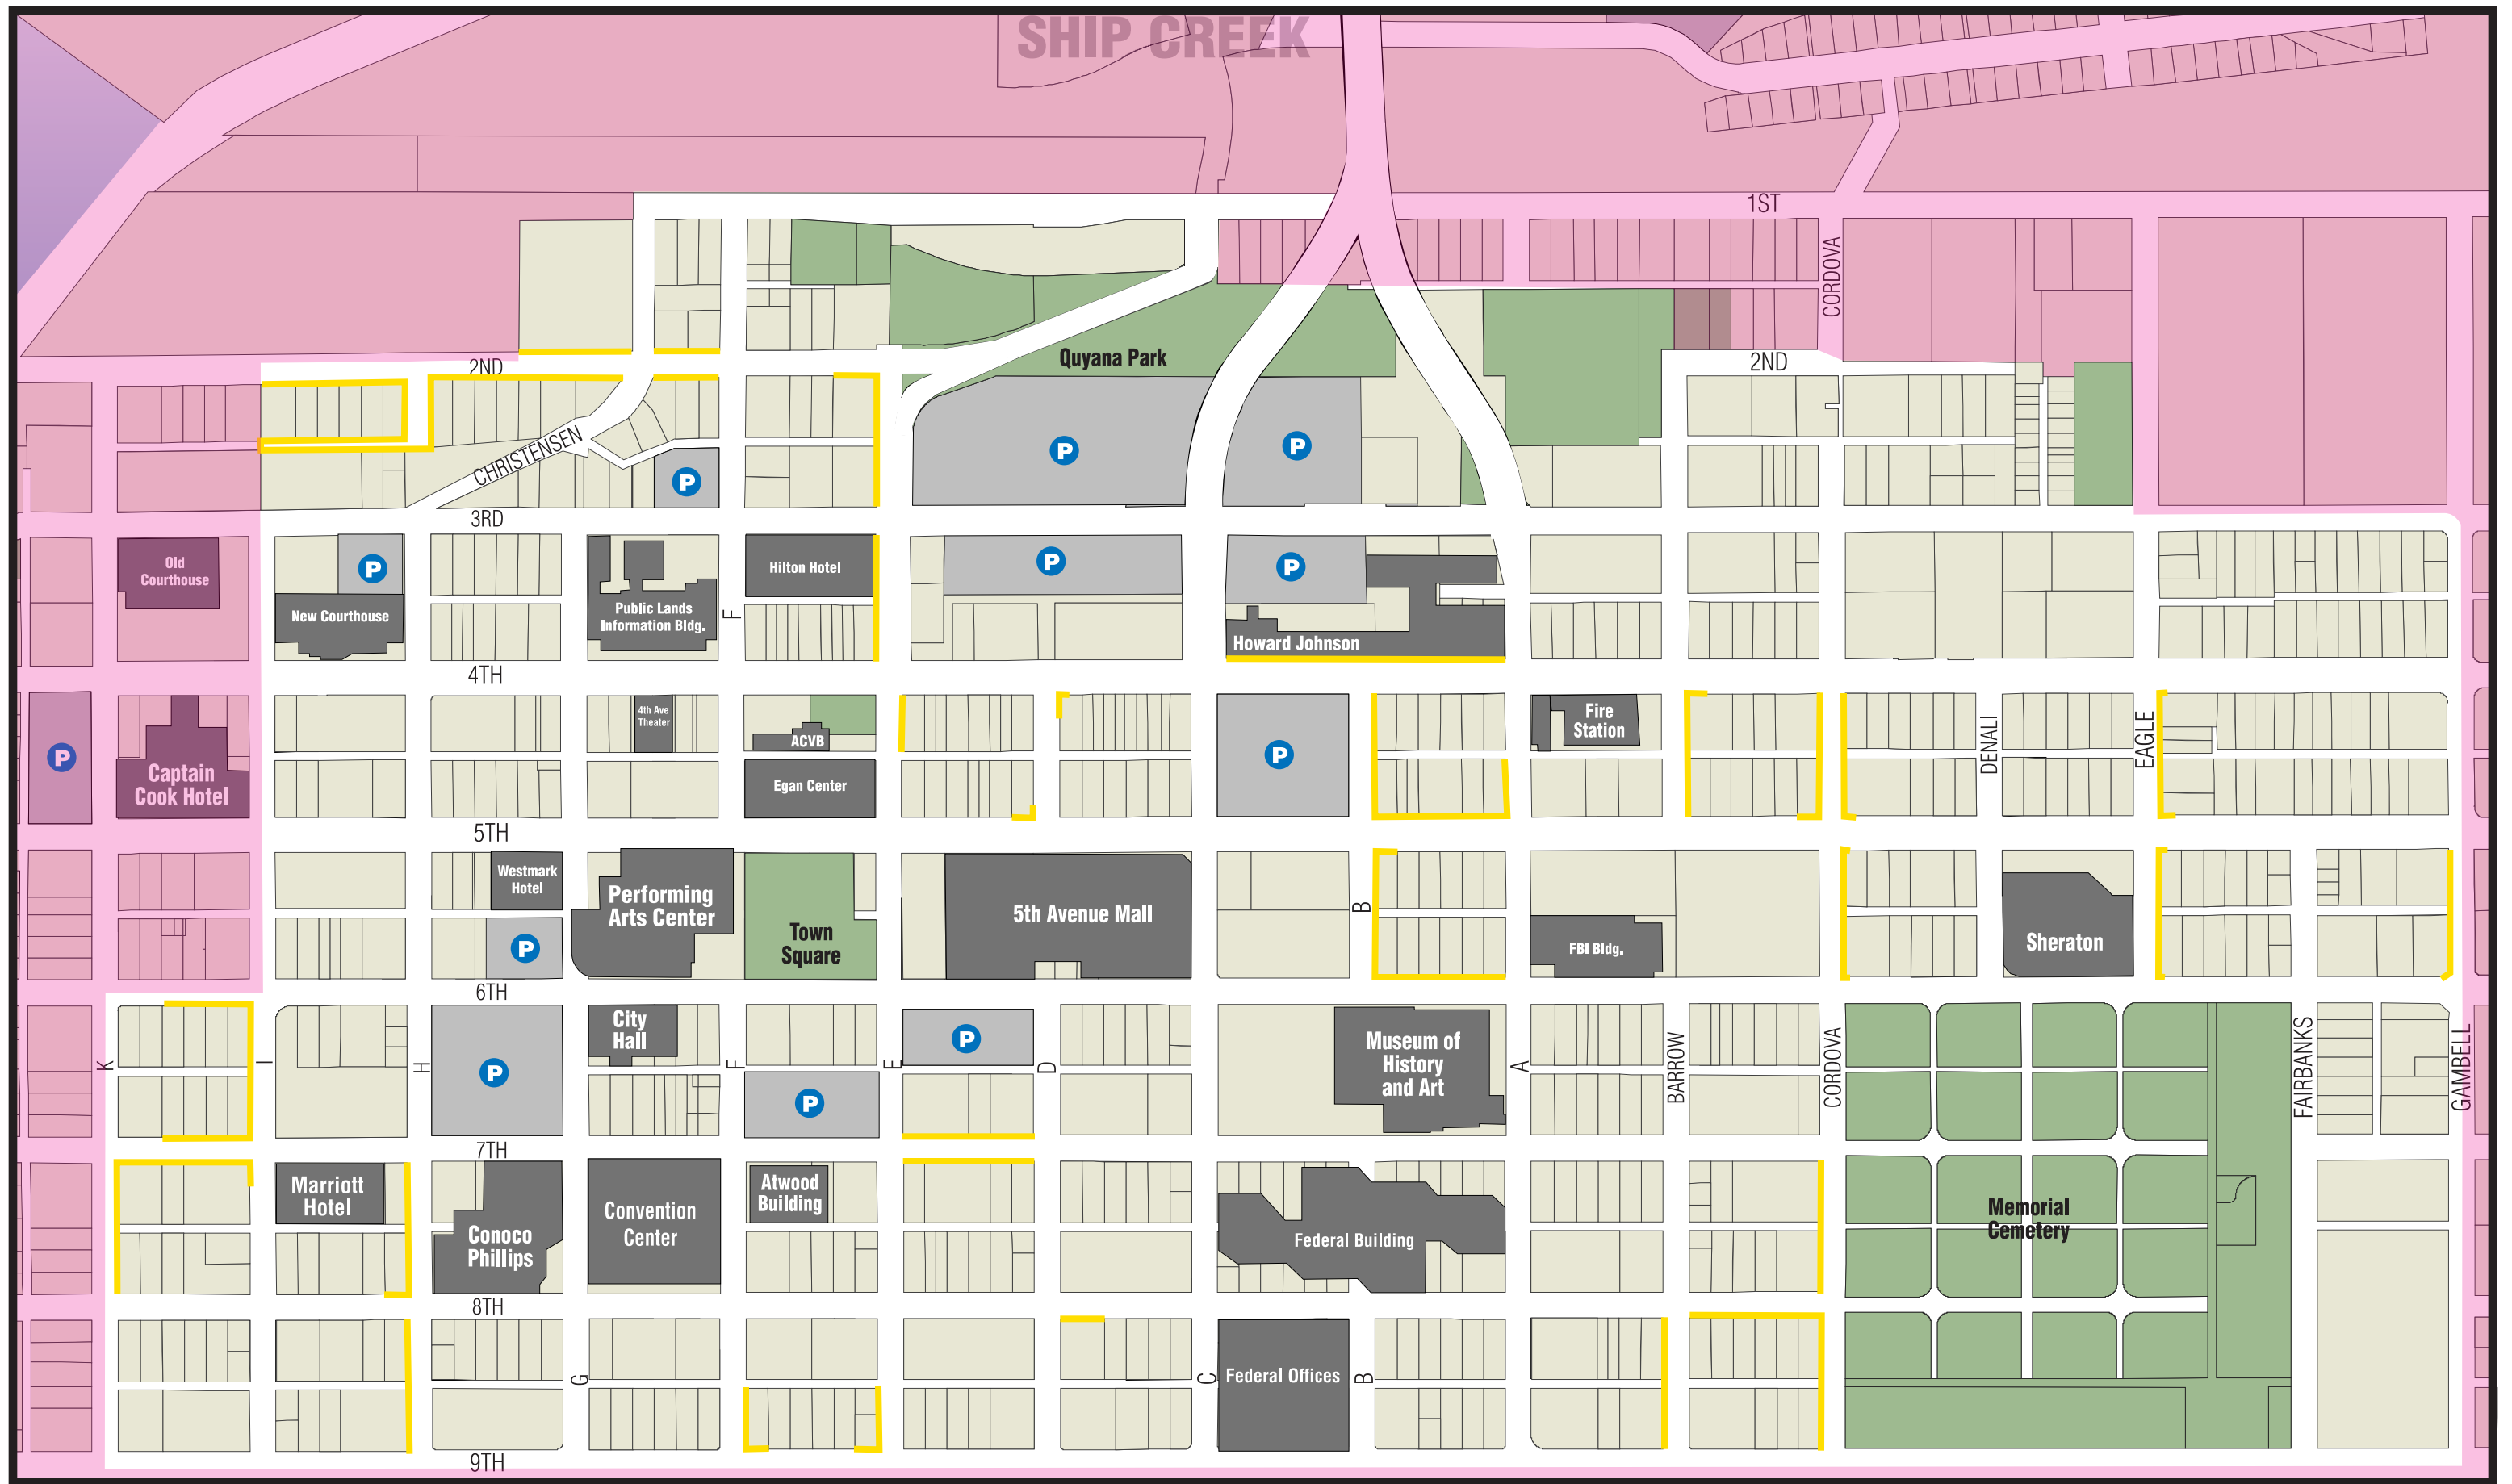 SHIP CREEK
1ST
CORDOVA
2ND
2ND
Quyana Park
CHRISTENSEN
P
P
P
3RD
Old
Courthouse
P
New Courthouse
Public Lands
Information Bldg.
F
Hilton Hotel
P
P
Howard Johnson
4TH
P
Captain
Cook Hotel
4th Ave
Theater
ACVB
Egan Center
P
Fire
Station
DENALI
EAGLE
5TH
Westmark
Hotel
P
Performing
Arts Center
Town
Square
5th Avenue Mall
B
FBI Bldg.
Sheraton
6TH
K
I
H
P
City
Hall
F
P
E
P
D
Museum of
History
and Art
A
BARROW
CORDOVA
FAIRBANKS
GAMBELL
7TH
Marriott
Hotel
Conoco
Phillips
Convention
Center
Atwood
Building
Federal Building
Memorial
Cemetery
8TH
G
C
Federal Offices
B
9TH